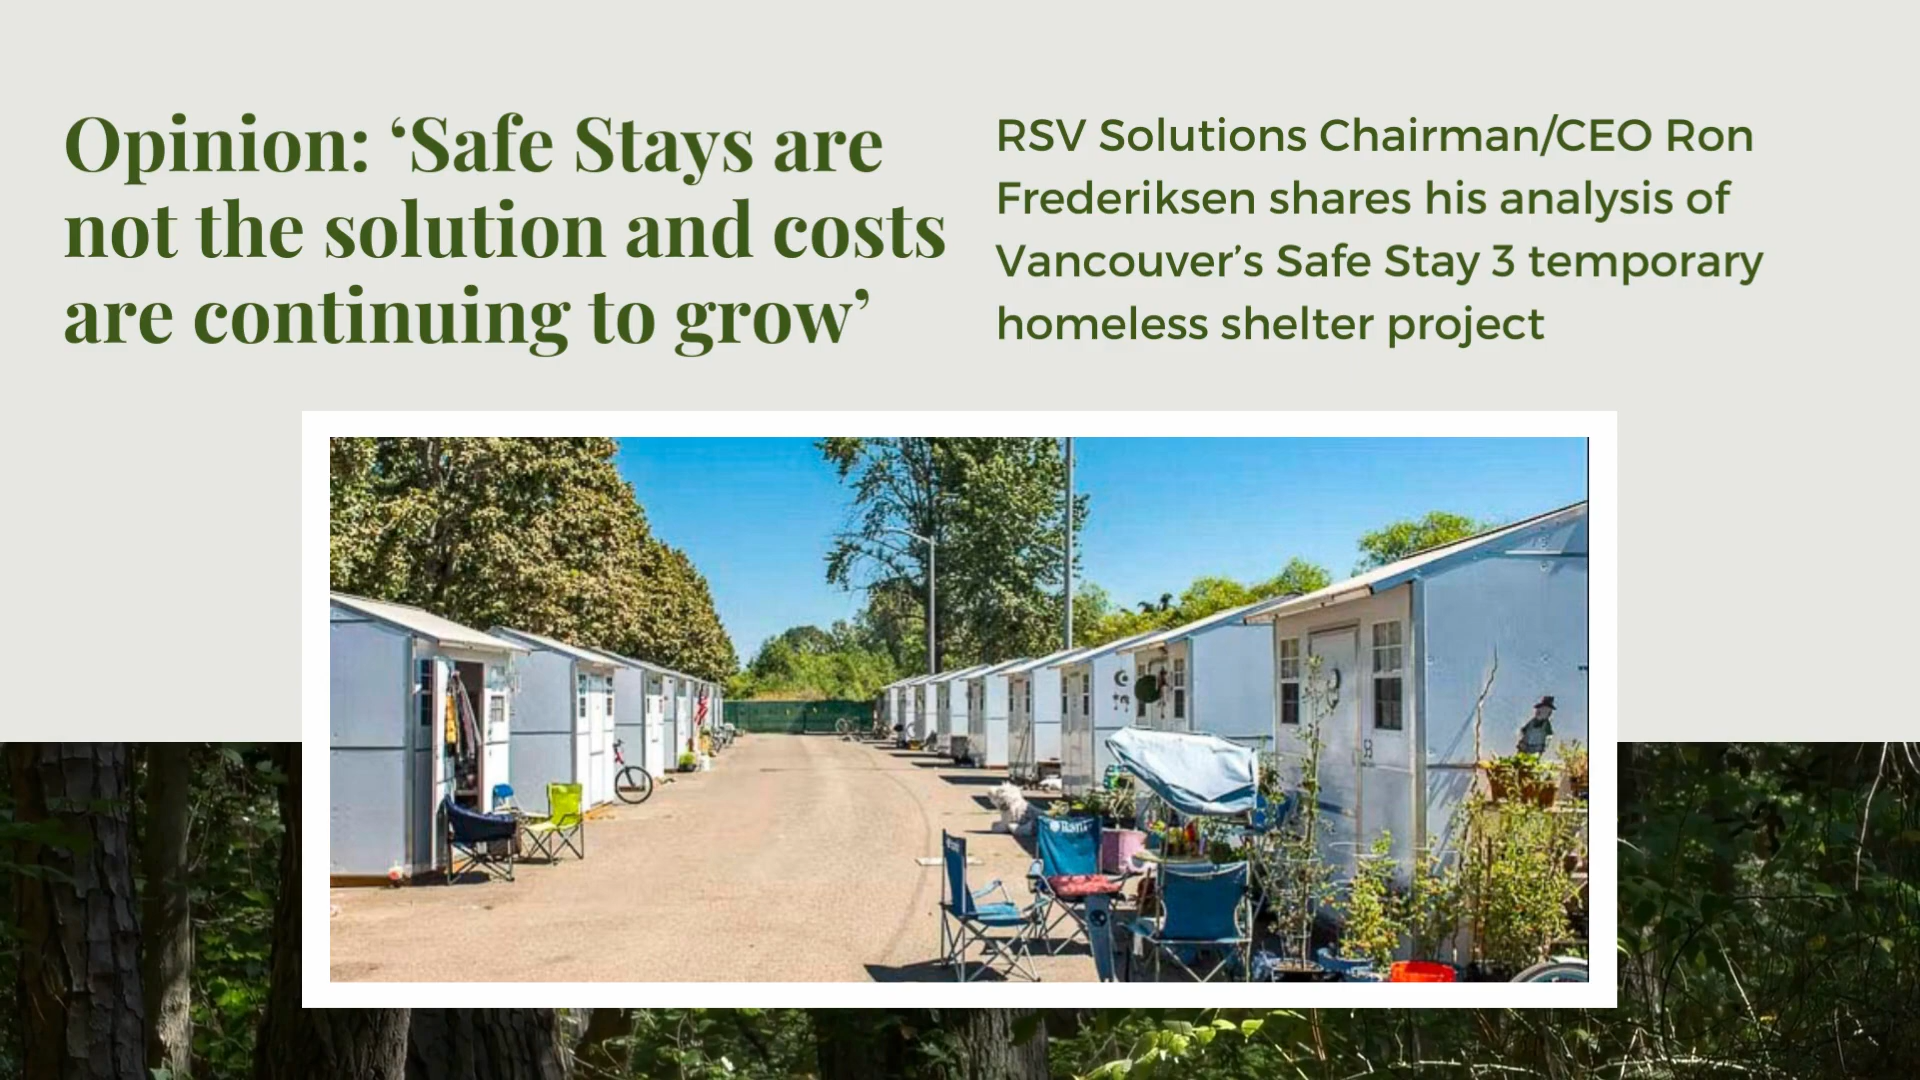 Opinion: ‘Safe Stays are
not the solution and costs
are continuing to grow’
RSV Solutions Chairman/CEO Ron
Frederiksen shares his analysis of
Vancouver’s Safe Stay 3 temporary
homeless shelter project